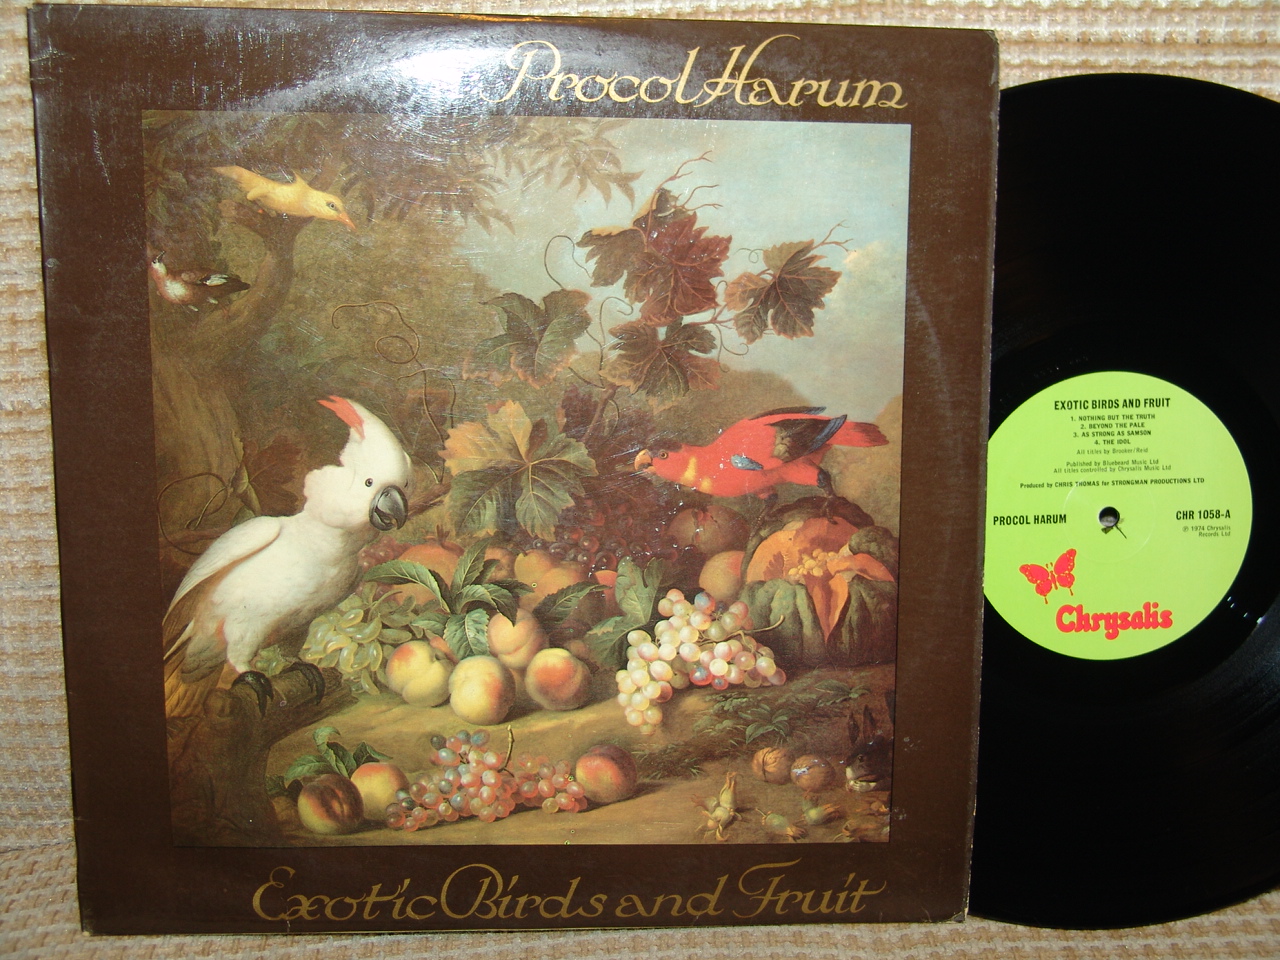 Procol Harum
Exotic Birds and Fruit
EXOTIC BIRDS AND FRUIT
1. NOTHING BUT THE TRUTH
2. BEYOND THE PALE
3. AS STRONG AS SAMSON
4. THE IDOL
All titles by Brooker/Reid
Published by Bluebeard Music Ltd
All titles controlled by Chrysalis Music Ltd
Produced by CHRIS THOMAS for STRONGMAN PRODUCTIONS LTD
PROCOL HARUM
CHR 1058-A
℗ 1974 Chrysalis
Records Ltd
Chrysalis